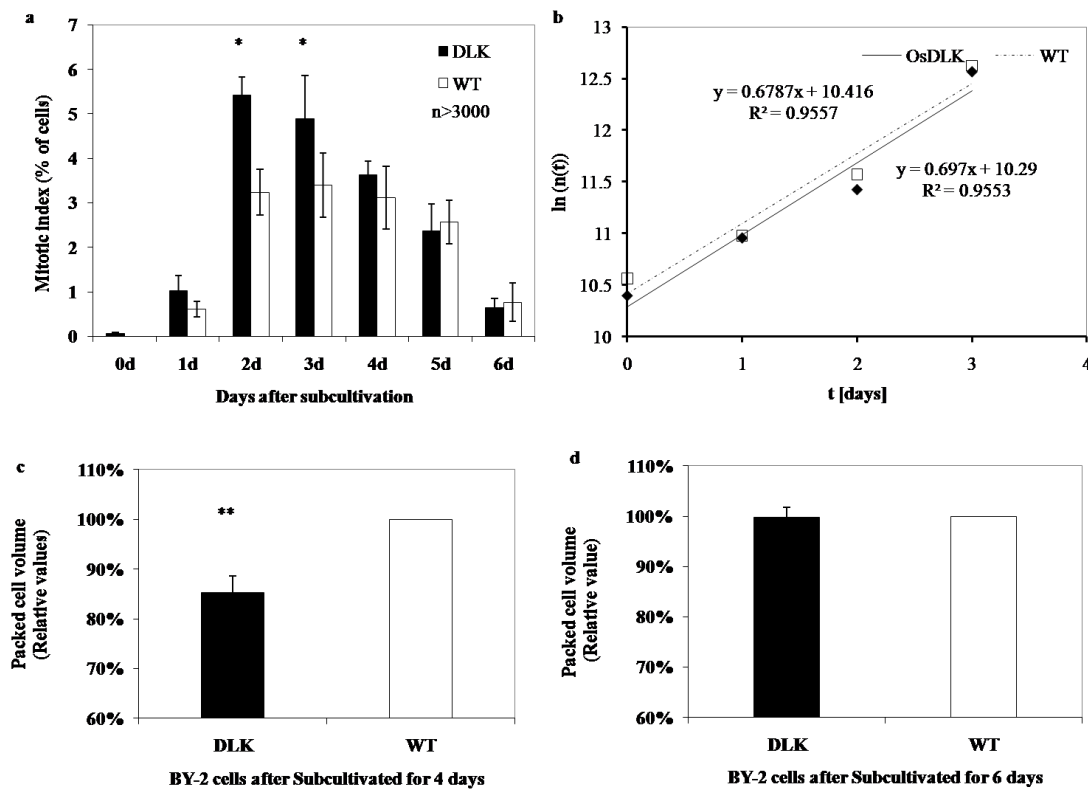 a
7
6
5
4
3
2
1
0
Mitotic index (% of cells)
*
*
DLK
WT
n>3000
0d 1d 2d 3d 4d 5d 6d
Days after subcultivation
b
13
12.5
12
11.5
11
10.5
10
ln (n(t))
OsDLK WT
y = 0.6787x + 10.416
R² = 0.9557
y = 0.697x + 10.29
R² = 0.9553
0 1 2 3 4
t [days]
c
110%
100%
90%
80%
70%
60%
Packed cell volume
(Relative values)
**
DLK WT
BY-2 cells after Subcultivated for 4 days
d
110%
100%
90%
80%
70%
60%
Packed cell volume
(Relative value)
DLK WT
BY-2 cells after Subcultivated for 6 days